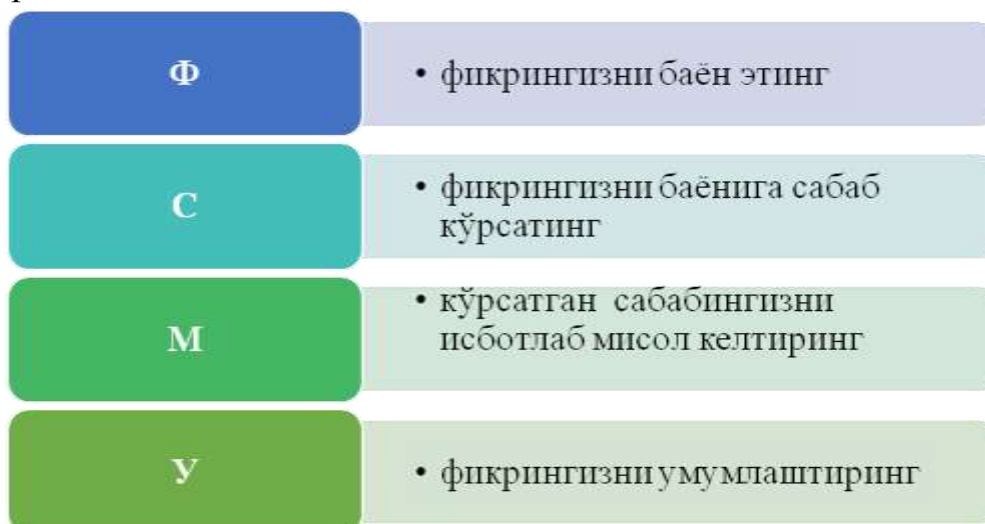 Ф
• фикрингизни баён этинг
С
• фикрингизни баёнига сабаб
кўрсатинг
М
• кўрсатган сабабингизни
исботлаб мисол келтиринг
У
• фикрингизни умумлаштиринг